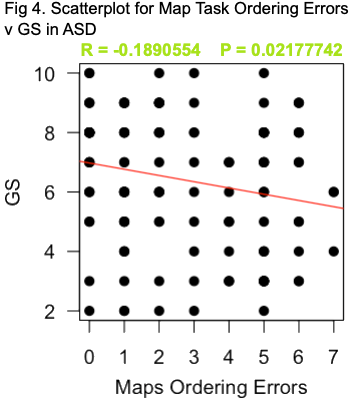 Fig 4. Scatterplot for Map Task Ordering Errors
v GS in ASD
R = -0.1890554 P = 0.02177742
10
8
6
4
2
GS
0 1 2 3 4 5 6 7
Maps Ordering Errors